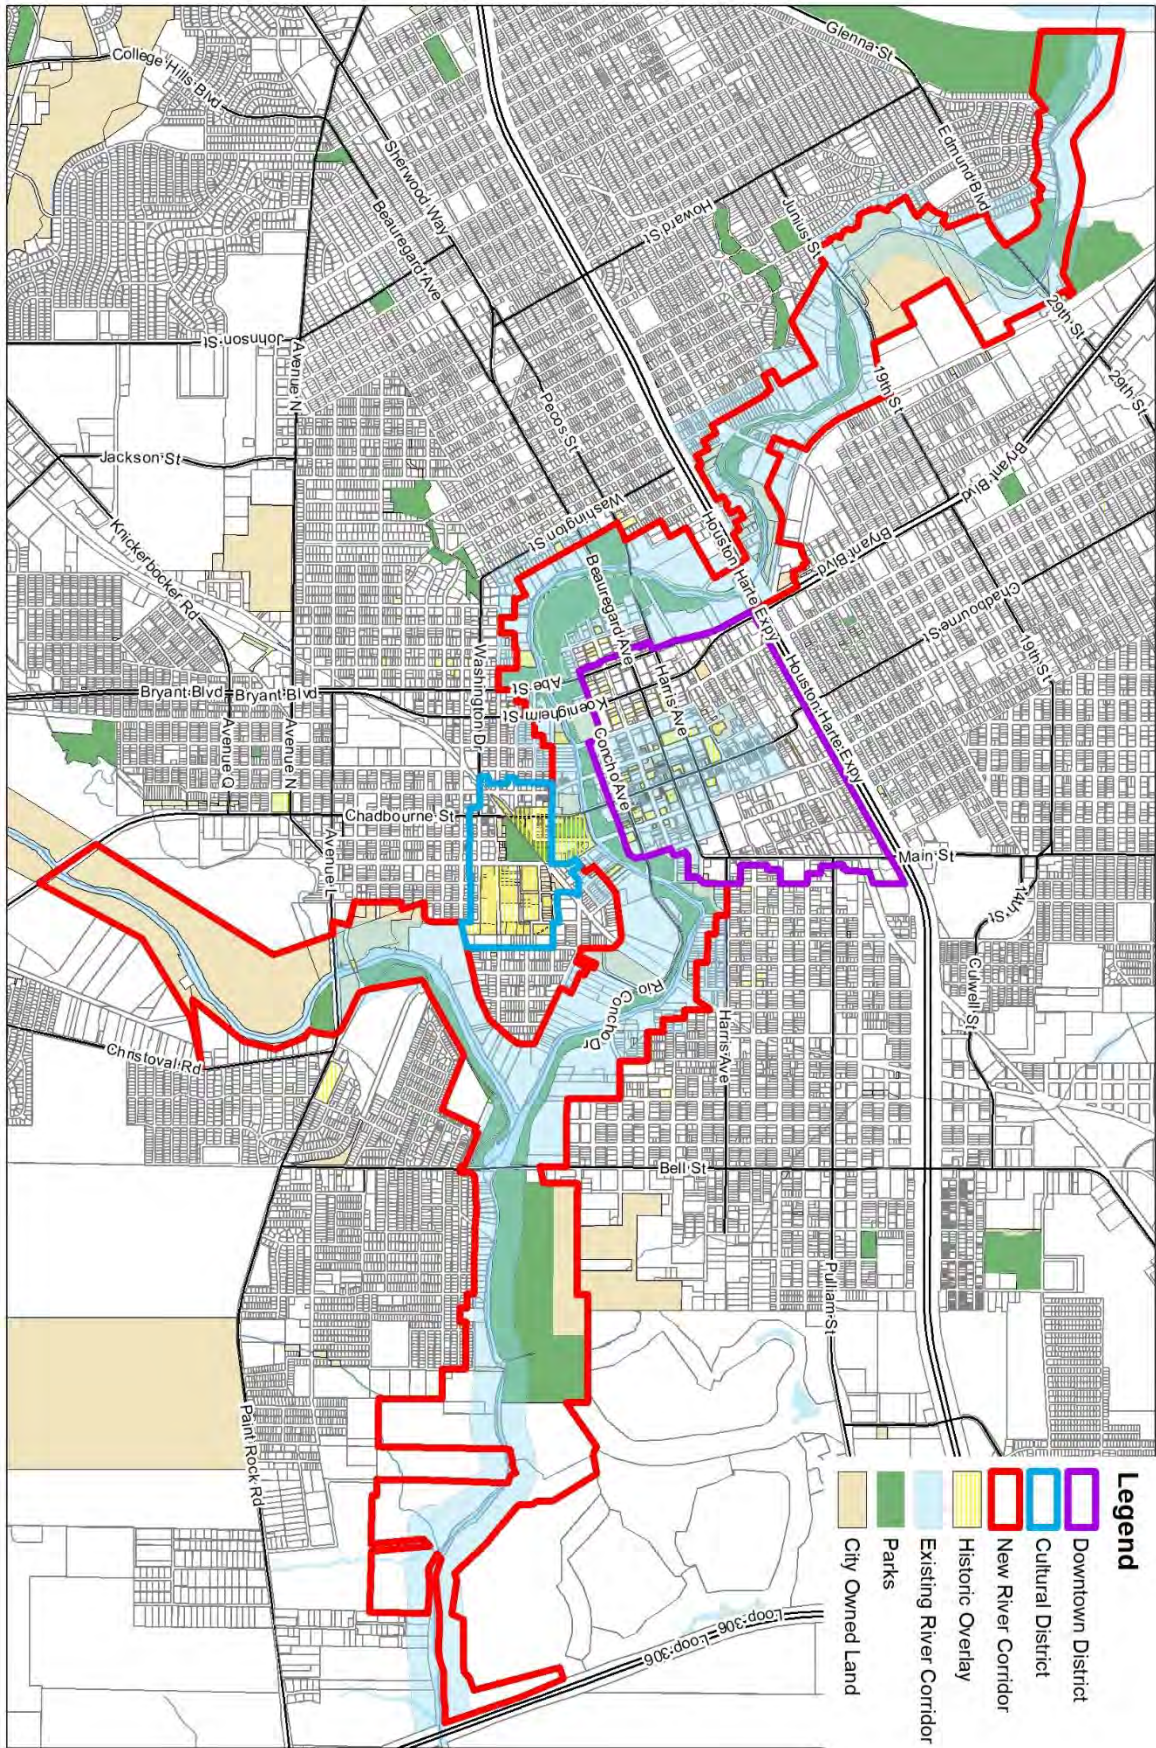 Glenna St
College Hills Blvd
Edmund Blvd
Sherwood Way
Junius St
Howard St
Beauregard Ave
29th St
29th St
Johnson St
Avenue N
19th St
Pecos St
Bryant Blvd
Jackson St
Washington St
Houston Harte Expy
Bryant Blvd
Knickerbocker Rd
Chadbourne St
Beauregard Ave
19th St
Houston Harte Expy
Washington Dr
Abe St
Harris Ave
Bryant Blvd
Bryant Blvd
Koenigheim St
Avenue Q
Avenue N
Concho Ave
Chadbourne St
Avenue L
Main St
14th St
Culwell St
Rio Concho Dr
Harris Ave
Christoval Rd
Bell St
Pulliam St
Paint Rock Rd
Loop 306
Loop 306
Loop 306
Legend
Downtown District
Cultural District
New River Corridor
Historic Overlay
Existing River Corridor
Parks
City Owned Land